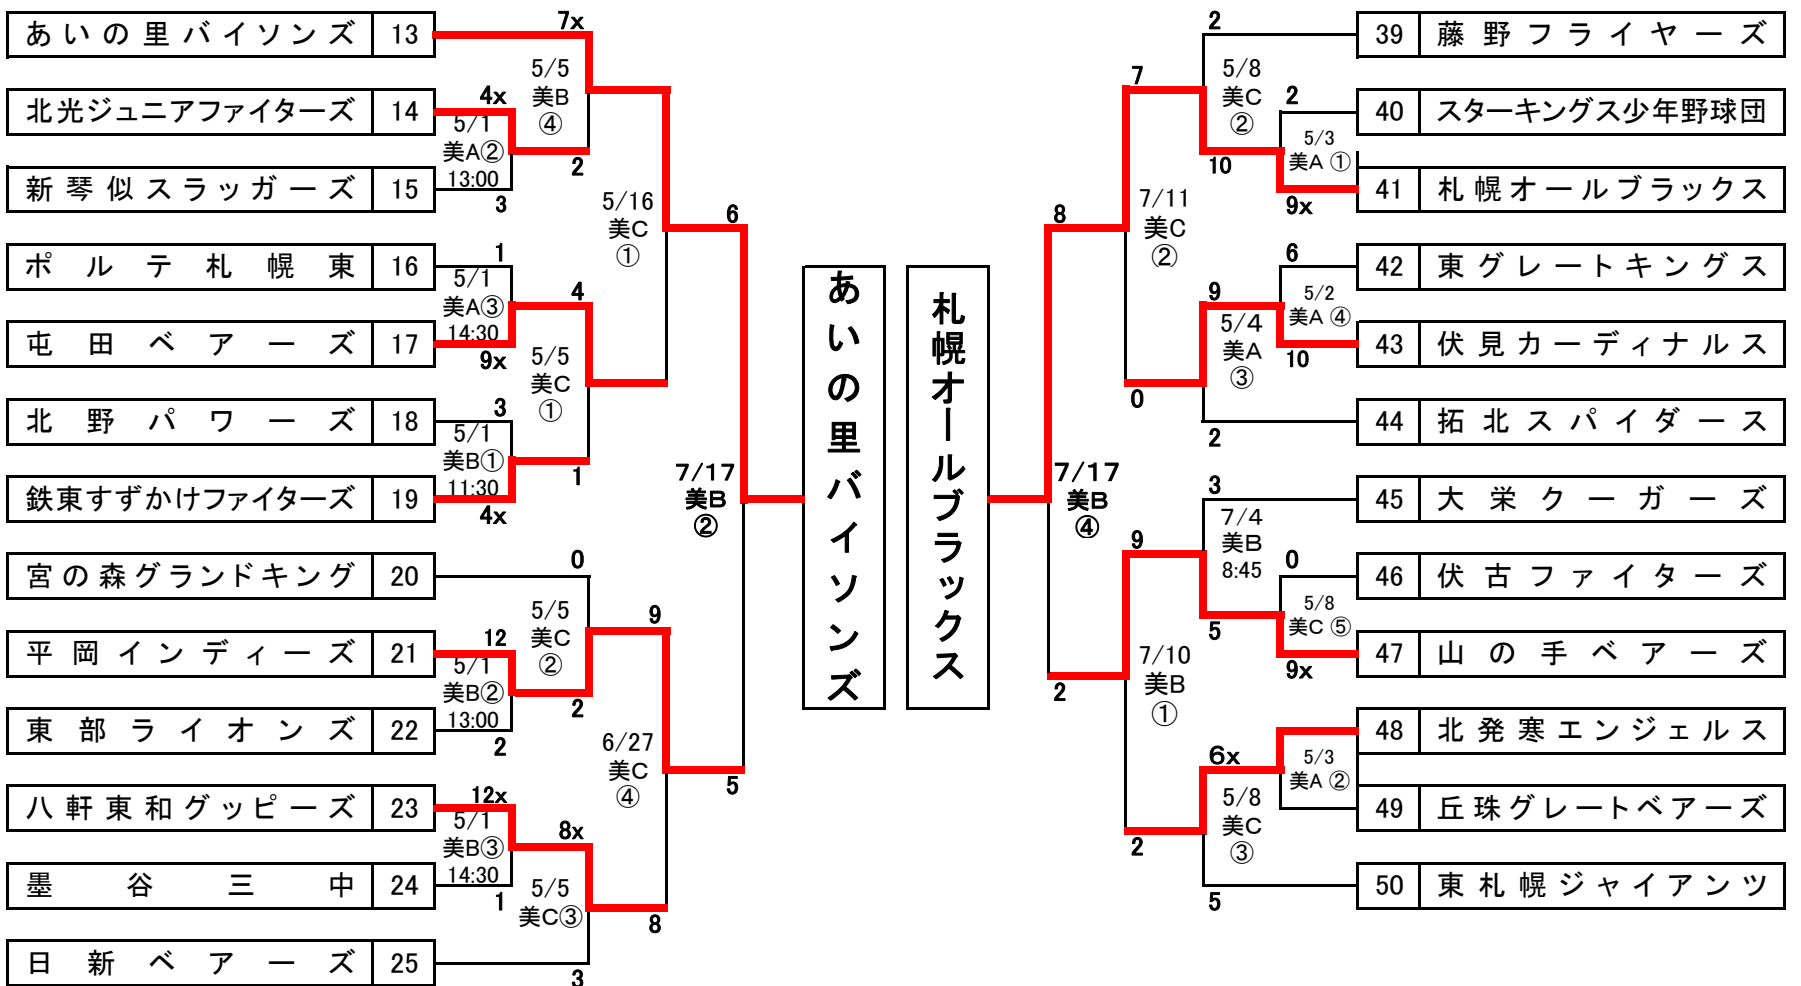 あいの里バイソンズ 13
北光ジュニアファイターズ 14
新琴似スラッガーズ 15
ポルテ札幌東 16
屯田ベアーズ 17
北野パワーズ 18
鉄東すずかけファイターズ 19
宮の森グランドキング 20
平岡インディーズ 21
東部ライオンズ 22
八軒東和グッピーズ 23
墨谷三中 24
日新ベアーズ 25
4x
5/1
美A②
13:00
3
1
5/1
美A③
14:30
9x
3
5/1
美B①
11:30
4x
12
5/1
美B②
13:00
2
12x
5/1
美B③
14:30
1
7x
5/5
美B
④
2
4
5/5
美C
①
1
0
5/5
美C
②
2
8x
5/5
美C③
3
5/16
美C
①
9
6/27
美C
④
8
6
7/17
美B
②
5
あいの里バイソンズ
札幌オールブラックス
8
7/17
美B
④
2
7
7/11
美C
②
0
9
7/10
美B
①
2
2
5/8
美C
②
10
9
5/4
美A
③
2
3
7/4
美B
8:45
5
6x
5/8
美C
③
5
2
5/3
美A ①
9x
6
5/2
美A ④
10
0
5/8
美C ⑤
9x
5/3
美A ②
39 藤野フライヤーズ
40 スターキングス少年野球団
41 札幌オールブラックス
42 東グレートキングス
43 伏見カーディナルス
44 拓北スパイダース
45 大栄クーガーズ
46 伏古ファイターズ
47 山の手ベアーズ
48 北発寒エンジェルス
49 丘珠グレートベアーズ
50 東札幌ジャイアンツ